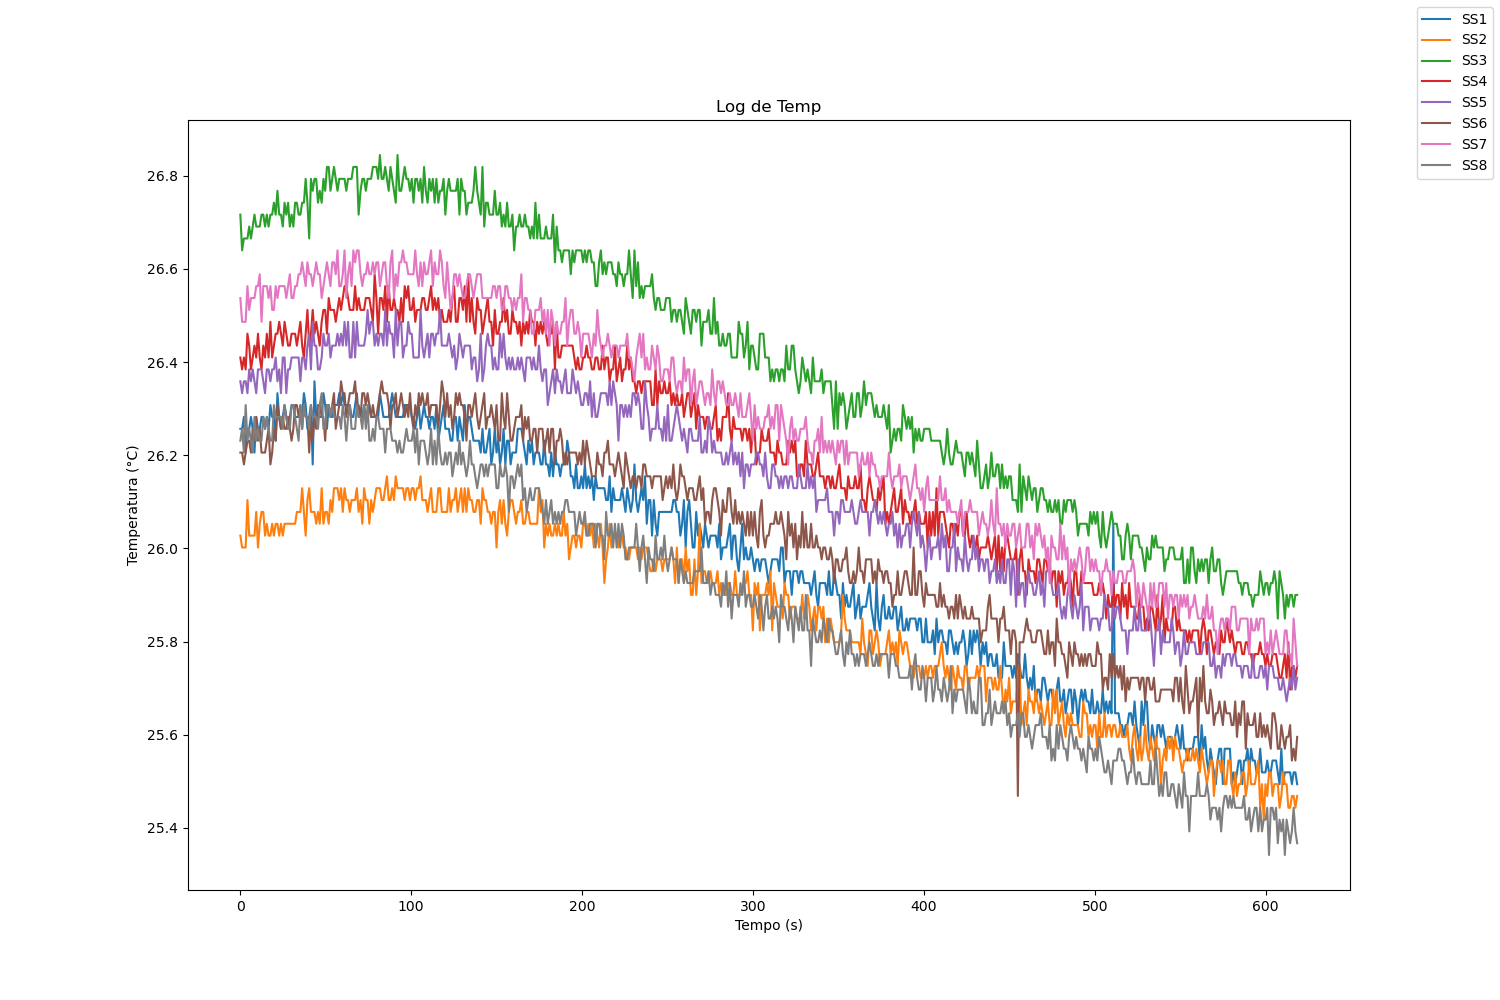 SS1
SS2
SS3
SS4
SS5
SS6
SS7
SS8
Log de Temp
Temperatura (°C)
26.8
26.6
26.4
26.2
26.0
25.8
25.6
25.4
0 100 200 300 400 500 600
Tempo (s)